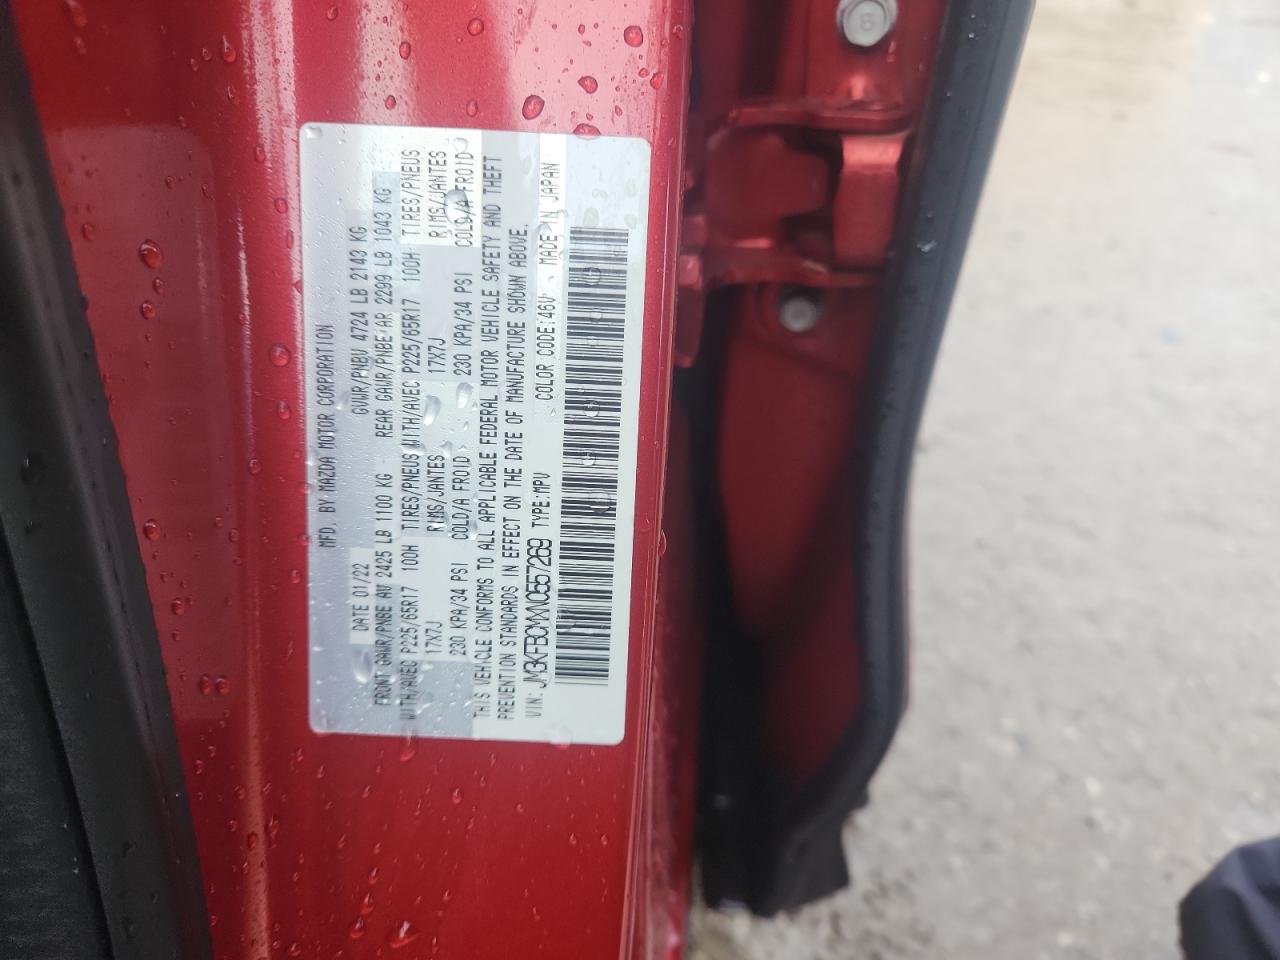 MFD. BY MAZDA MOTOR CORPORATION
DATE 01/22 GVWR/PNBV 4724 LB 2143 KG
FRONT GAWR/PNBE AV 2425 LB 1100 KG REAR GAWR/PNBE AR 2299 LB 1043 KG
WITH/AVEC P225/65R17 100H TIRES/PNEUS WITH/AVEC P225/65R17 100H TIRES/PNEUS
17X7J RIMS/JANTES 17X7J RIMS/JANTES
230 KPA/34 PSI COLD/A FROID 230 KPA/34 PSI COLD/A FROID
THIS VEHICLE CONFORMS TO ALL APPLICABLE FEDERAL MOTOR VEHICLE SAFETY AND THEFT
PREVENTION STANDARDS IN EFFECT ON THE DATE OF MANUFACTURE SHOWN ABOVE.
VIN: JM3KFBCMXN0557269 TYPE:MPV COLOR CODE:46V MADE IN JAPAN